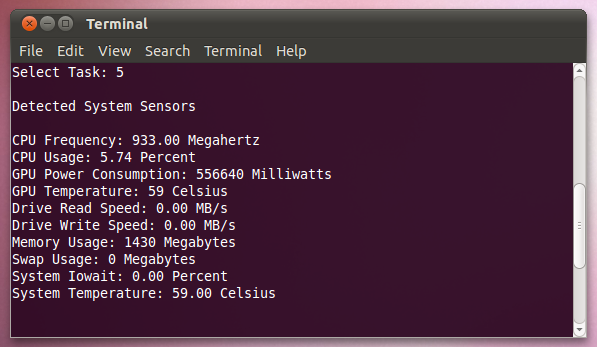 Terminal
File Edit View Search Terminal Help
Select Task: 5
Detected System Sensors
CPU Frequency: 933.00 Megahertz
CPU Usage: 5.74 Percent
GPU Power Consumption: 556640 Milliwatts
GPU Temperature: 59 Celsius
Drive Read Speed: 0.00 MB/s
Drive Write Speed: 0.00 MB/s
Memory Usage: 1430 Megabytes
Swap Usage: 0 Megabytes
System Iowait: 0.00 Percent
System Temperature: 59.00 Celsius